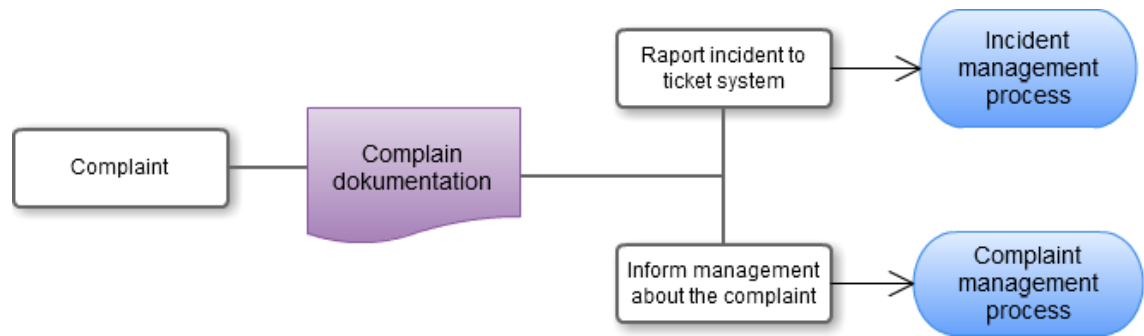 Complaint
Complain
dokumentation
Raport incident to
ticket system
Incident
management
process
Inform management
about the complaint
Complaint
management
process